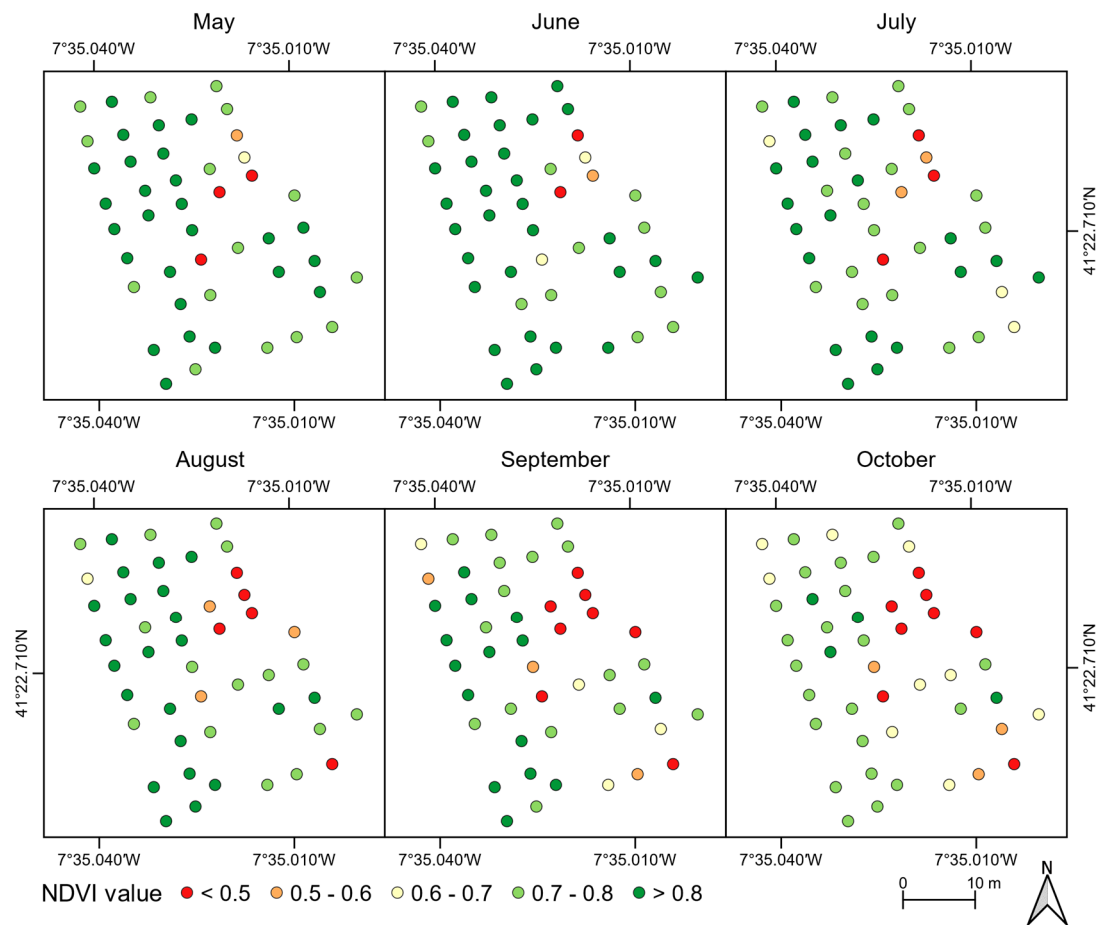 May June July
7°35.040'W 7°35.010'W 7°35.040'W 7°35.010'W 7°35.040'W 7°35.010'W
41°22.710'N
7°35.040'W 7°35.010'W 7°35.040'W 7°35.010'W 7°35.040'W 7°35.010'W
August September October
7°35.040'W 7°35.010'W 7°35.040'W 7°35.010'W 7°35.040'W 7°35.010'W
41°22.710'N 41°22.710'N
7°35.040'W 7°35.010'W 7°35.040'W 7°35.010'W 7°35.040'W 7°35.010'W
NDVI value < 0.5 0.5 - 0.6 0.6 - 0.7 0.7 - 0.8 > 0.8 0 10 m N